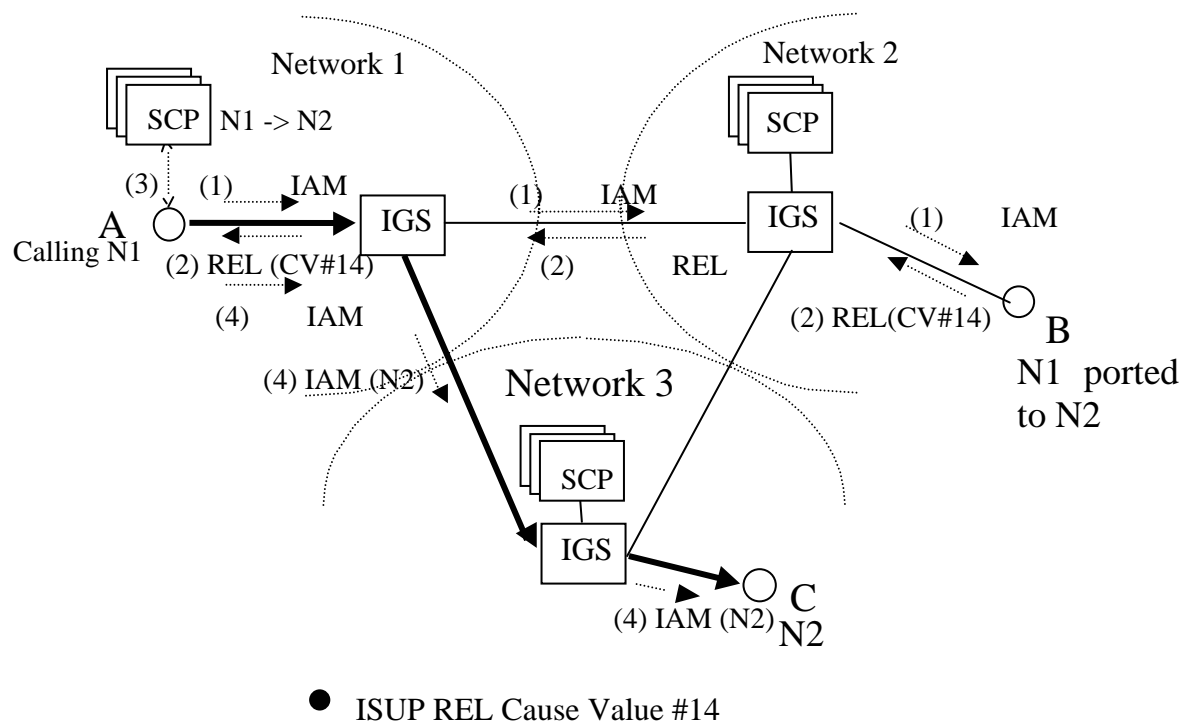 Network 1
Network 2
SCP
N1 -> N2
SCP
(3)
(1)
IAM
(1)
IAM
A
IGS
IGS
(1)
IAM
Calling N1
(2) REL (CV#14)
(2)
REL
(4)
IAM
(2) REL(CV#14)
B
(4) IAM (N2)
Network 3
N1 ported
to N2
SCP
IGS
C
(4) IAM (N2)
N2
● ISUP REL Cause Value #14